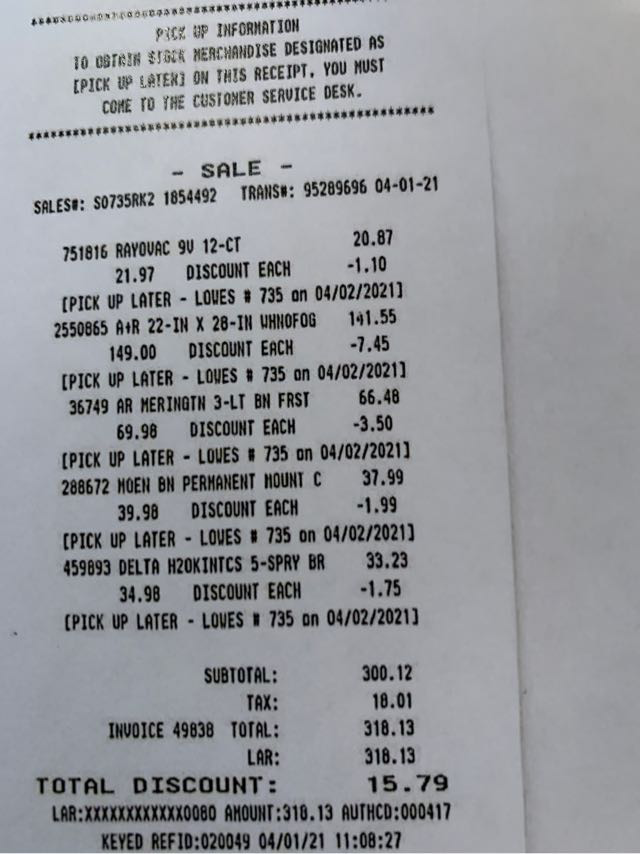 ****************************************
PICK UP INFORMATION
TO OBTAIN STOCK MERCHANDISE DESIGNATED AS
[PICK UP LATER] ON THIS RECEIPT, YOU MUST
COME TO THE CUSTOMER SERVICE DESK.
****************************************
- SALE -
SALES#: S0735RK2 1854492 TRANS#: 95289696 04-01-21
751816 RAYOVAC 9V 12-CT 20.87
21.97 DISCOUNT EACH -1.10
[PICK UP LATER - LOWES # 735 on 04/02/2021]
2550865 A+R 22-IN X 28-IN WHNOFOG 141.55
149.00 DISCOUNT EACH -7.45
[PICK UP LATER - LOWES # 735 on 04/02/2021]
36749 AR MERINGTN 3-LT BN FRST 66.48
69.98 DISCOUNT EACH -3.50
[PICK UP LATER - LOWES # 735 on 04/02/2021]
288672 MOEN BN PERMANENT MOUNT C 37.99
39.98 DISCOUNT EACH -1.99
[PICK UP LATER - LOWES # 735 on 04/02/2021]
459893 DELTA H2OKINTCS 5-SPRY BR 33.23
34.98 DISCOUNT EACH -1.75
[PICK UP LATER - LOWES # 735 on 04/02/2021]
SUBTOTAL: 300.12
TAX: 18.01
INVOICE 49838 TOTAL: 318.13
LAR: 318.13
TOTAL DISCOUNT: 15.79
LAR:XXXXXXXXXXXX0080 AMOUNT:318.13 AUTHCD:000417
KEYED REFID:020049 04/01/21 11:08:27